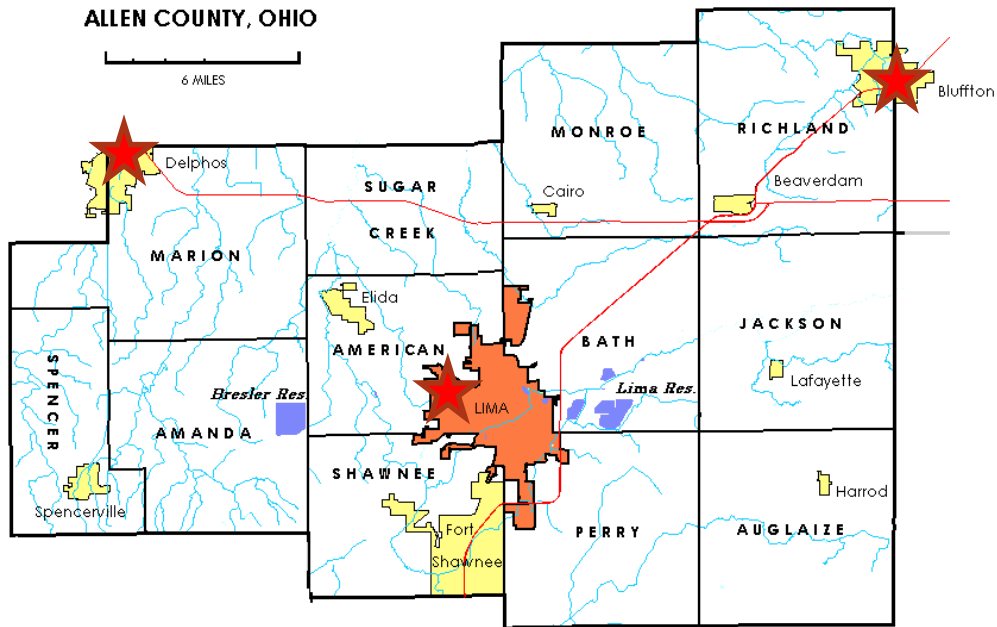 ALLEN COUNTY, OHIO
6 MILES
Bluffton
MONROE
RICHLAND
Delphos
SUGAR
CREEK
Cairo
Beaverdam
MARION
Elida
AMERICAN
BATH
JACKSON
SPENCER
Bresler Res.
Lima Res.
Lafayette
LIMA
AMANDA
SHAWNEE
Spencerville
Fort
Shawnee
PERRY
AUGLAIZE
Harrod